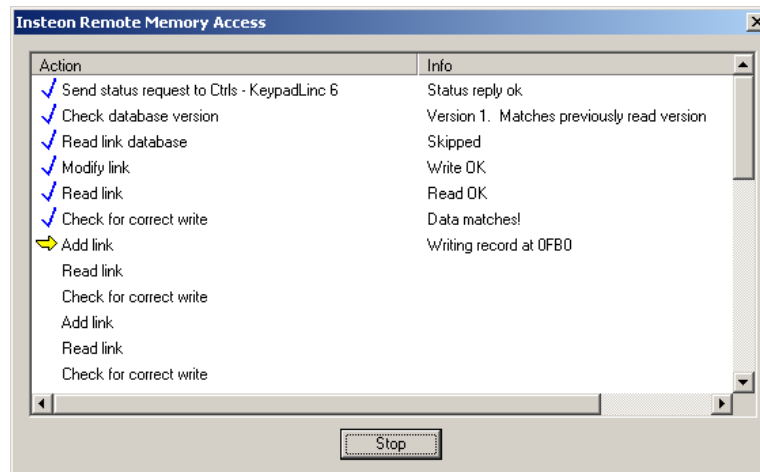 Insteon Remote Memory Access
Action Info
Send status request to Ctrls - KeypadLinc 6 Status reply ok
Check database version Version 1. Matches previously read version
Read link database Skipped
Modify link Write OK
Read link Read OK
Check for correct write Data matches!
Add link Writing record at 0FB0
Read link
Check for correct write
Add link
Read link
Check for correct write
Stop